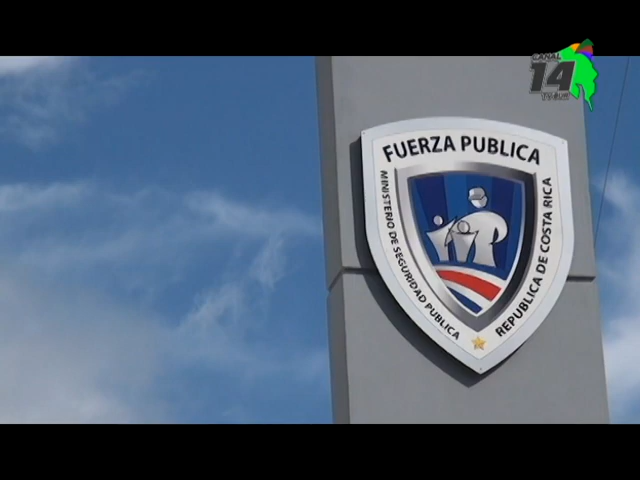 CANAL
14
FUERZA PUBLICA
MINISTERIO DE SEGURIDAD PUBLICA
REPUBLICA DE COSTA RICA